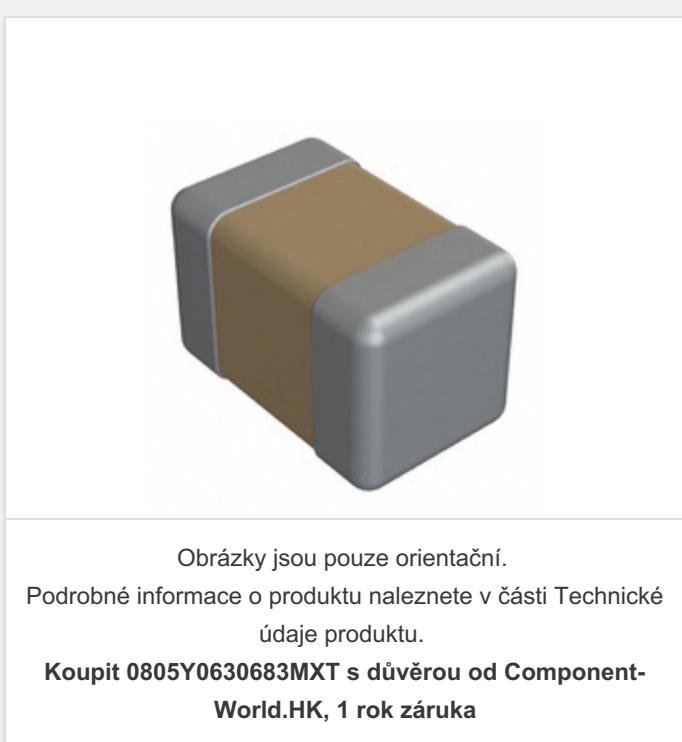 Obrázky jsou pouze orientační.
Podrobné informace o produktu naleznete v části Technické
údaje produktu.
Koupit 0805Y0630683MXT s důvěrou od Component-
World.HK, 1 rok záruka